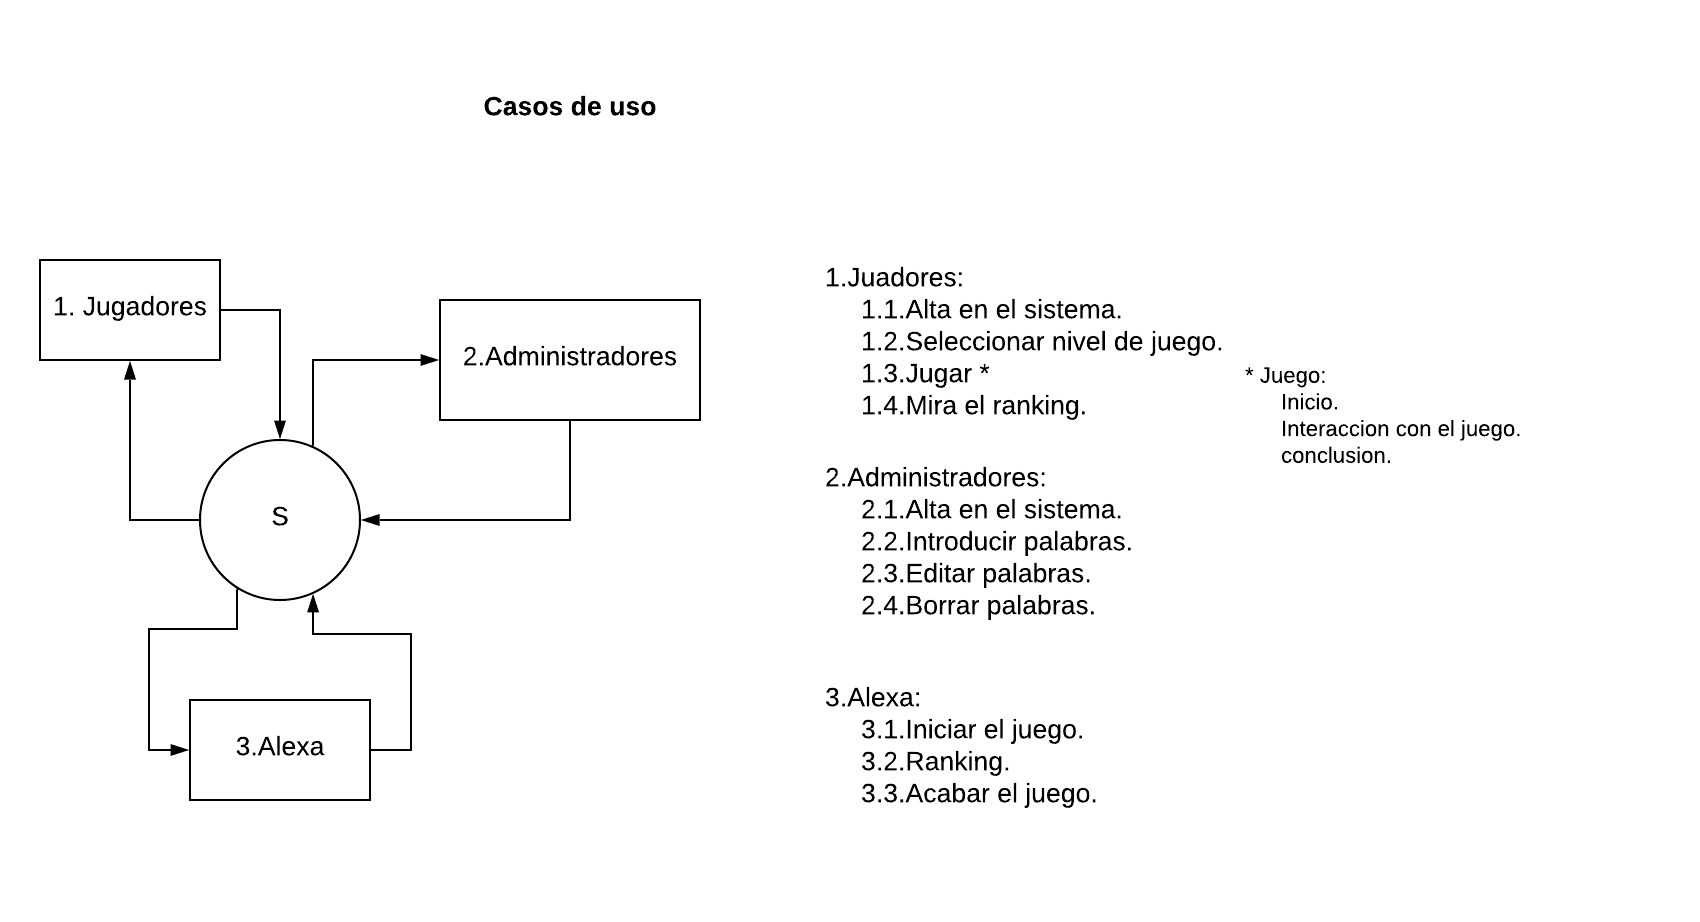 Casos de uso
1. Jugadores
2.Administradores
S
3.Alexa
1.Juadores:
1.1.Alta en el sistema.
1.2.Seleccionar nivel de juego.
1.3.Jugar *
1.4.Mira el ranking.
* Juego:
Inicio.
Interaccion con el juego.
conclusion.
2.Administradores:
2.1.Alta en el sistema.
2.2.Introducir palabras.
2.3.Editar palabras.
2.4.Borrar palabras.
3.Alexa:
3.1.Iniciar el juego.
3.2.Ranking.
3.3.Acabar el juego.